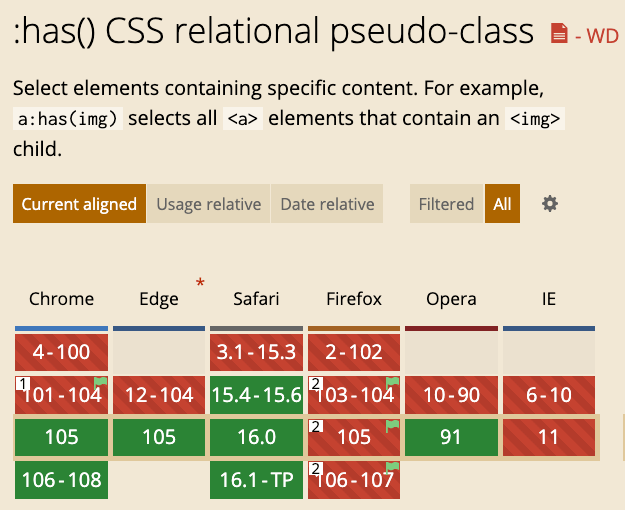 :has() CSS relational pseudo-class - WD
Select elements containing specific content. For example,
a:has(img) selects all <a> elements that contain an <img>
child.
Current aligned Usage relative Date relative Filtered All
*
Chrome Edge Safari Firefox Opera IE
4-100 3.1-15.3 2-102
1 101-104 12-104 15.4-15.6 2 103-104 10-90 6-10
105 105 16.0 2 105 91 11
106-108 16.1-TP 2 106-107